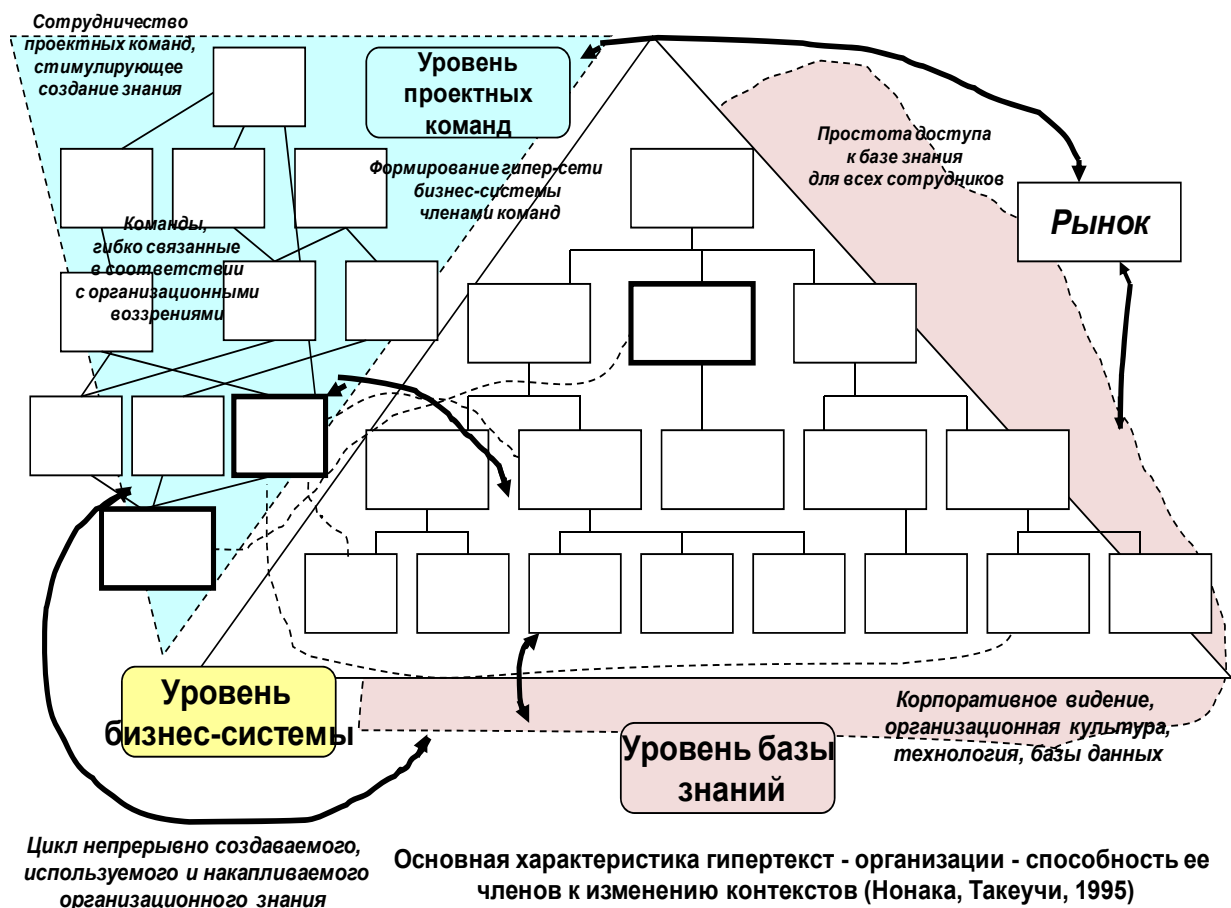 Сотрудничество
проектных команд,
стимулирующее
создание знания
Уровень
проектных
команд
Простота доступа
к базе знания
для всех сотрудников
Формирование гипер-сети
бизнес-системы
членами команд
Рынок
Команды,
гибко связанные
в соответствии
с организационными
воззрениями
Уровень
бизнес-системы
Корпоративное видение,
организационная культура,
технология, базы данных
Уровень базы
знаний
Цикл непрерывно создаваемого,
используемого и накапливаемого
организационного знания
Основная характеристика гипертекст - организации - способность ее
членов к изменению контекстов (Нонака, Такеучи, 1995)